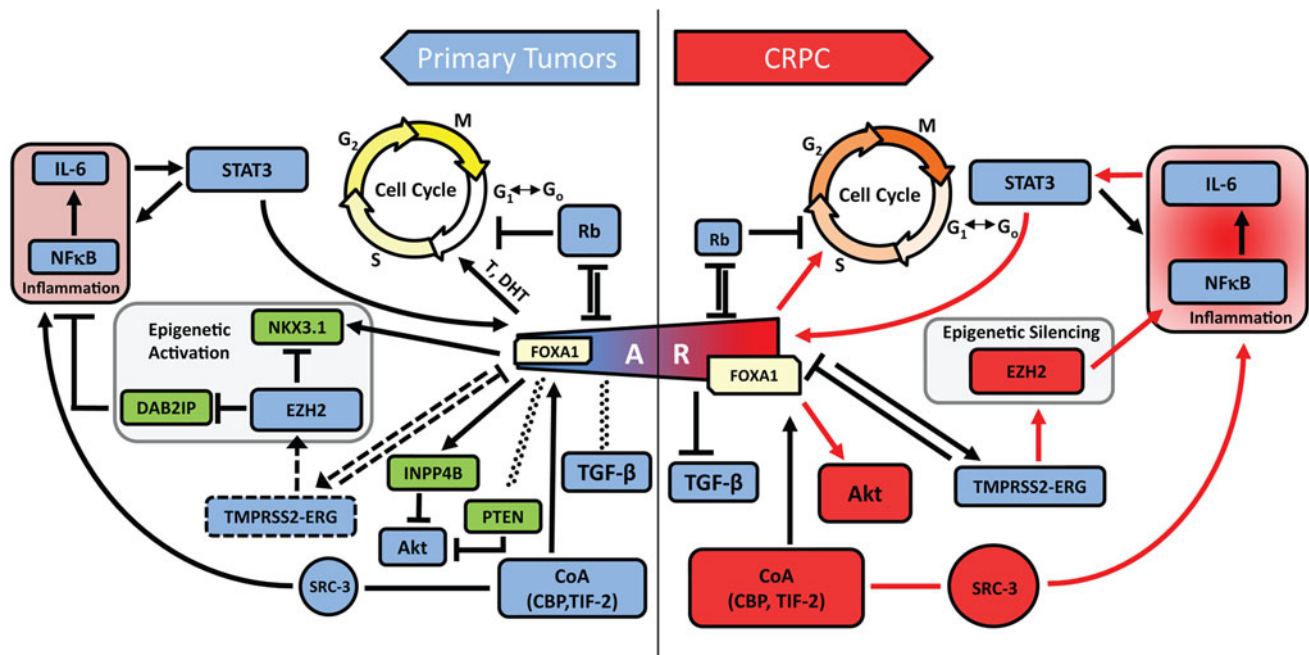 Primary Tumors
CRPC
IL-6
NFκB
Inflammation
STAT3
G2
M
Cell Cycle
S
G1↔Go
Rb
T, DHT
Epigenetic
Activation
NKX3.1
DAB2IP
EZH2
TMPRSS2-ERG
FOXA1
A R
INPP4B
PTEN
Akt
TGF-β
SRC-3
CoA
(CBP,TIF-2)
G2
M
Cell Cycle
S
G1↔Go
Rb
STAT3
IL-6
NFκB
Inflammation
Epigenetic Silencing
EZH2
FOXA1
TGF-β
Akt
TMPRSS2-ERG
CoA
(CBP, TIF-2)
SRC-3